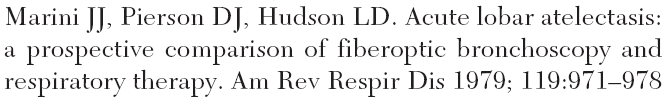 Marini JJ, Pierson DJ, Hudson LD. Acute lobar atelectasis:
a prospective comparison of fiberoptic bronchoscopy and
respiratory therapy. Am Rev Respir Dis 1979; 119:971–978